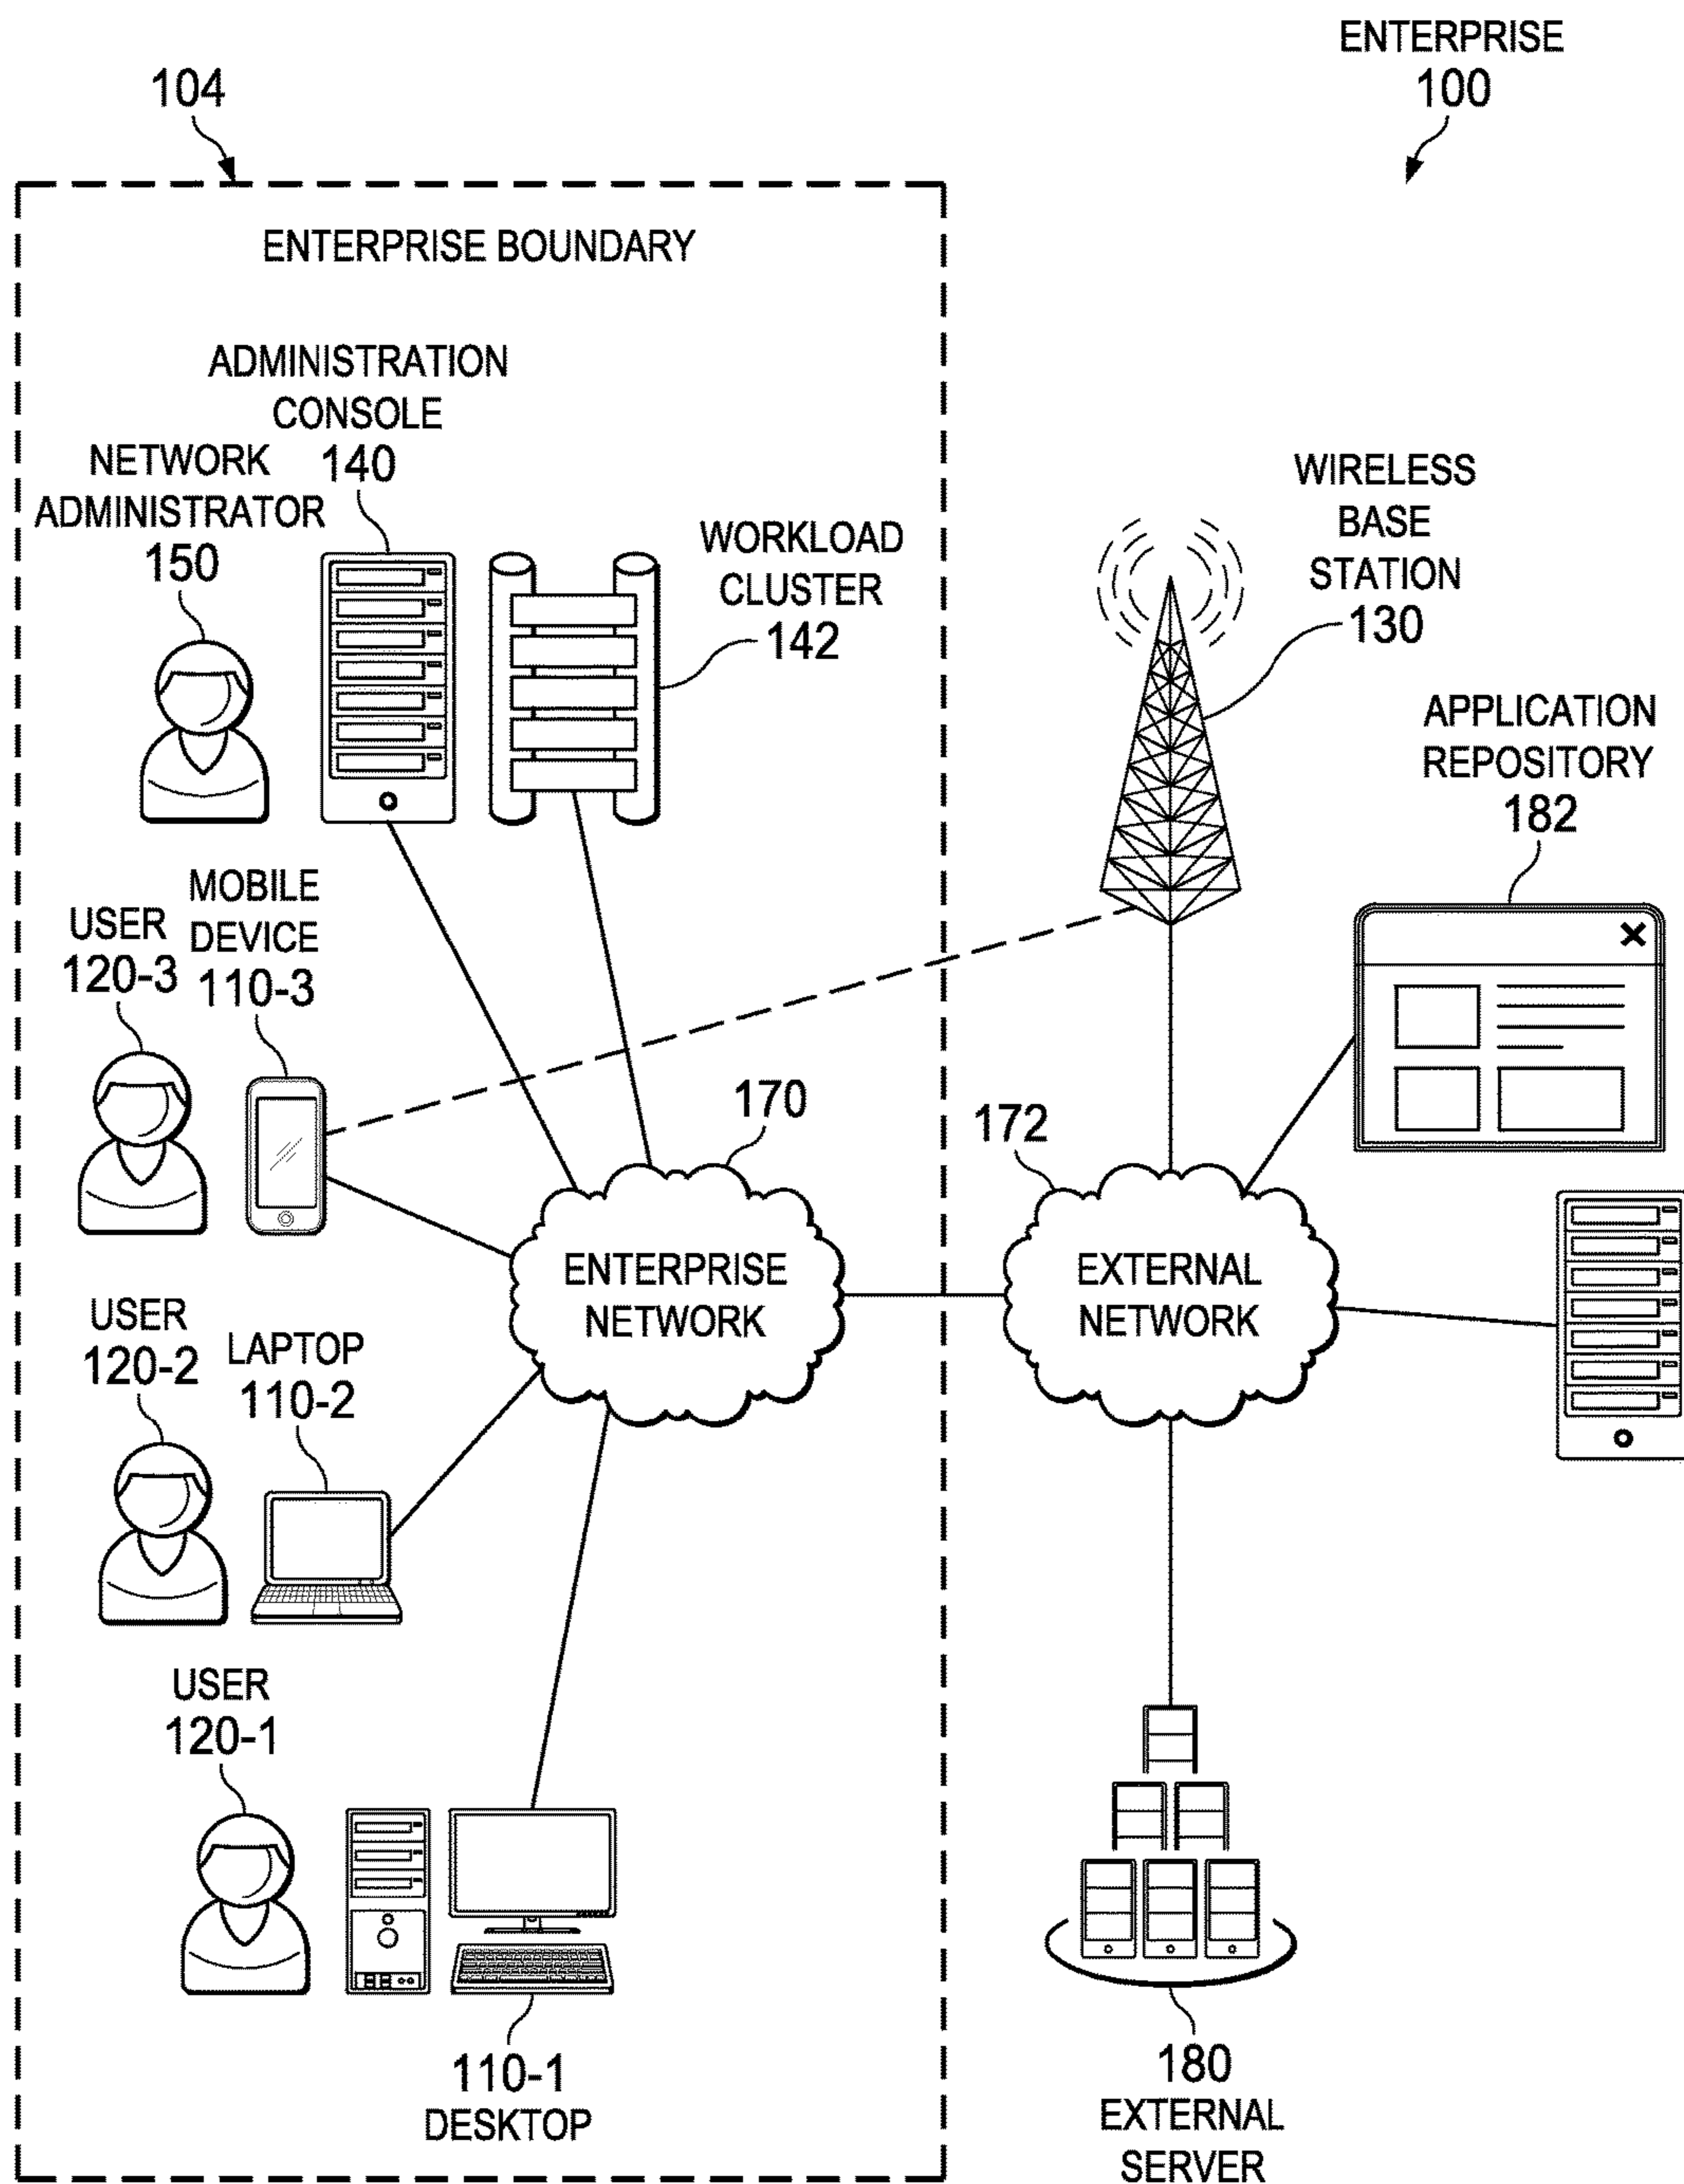 ENTERPRISE
100
104
ENTERPRISE BOUNDARY
ADMINISTRATION
CONSOLE
140
NETWORK
ADMINISTRATOR
150
WORKLOAD
CLUSTER
142
WIRELESS
BASE
STATION
130
APPLICATION
REPOSITORY
182
USER
120-3
MOBILE
DEVICE
110-3
170
172
ENTERPRISE
NETWORK
EXTERNAL
NETWORK
USER
120-2
LAPTOP
110-2
USER
120-1
110-1
DESKTOP
180
EXTERNAL
SERVER